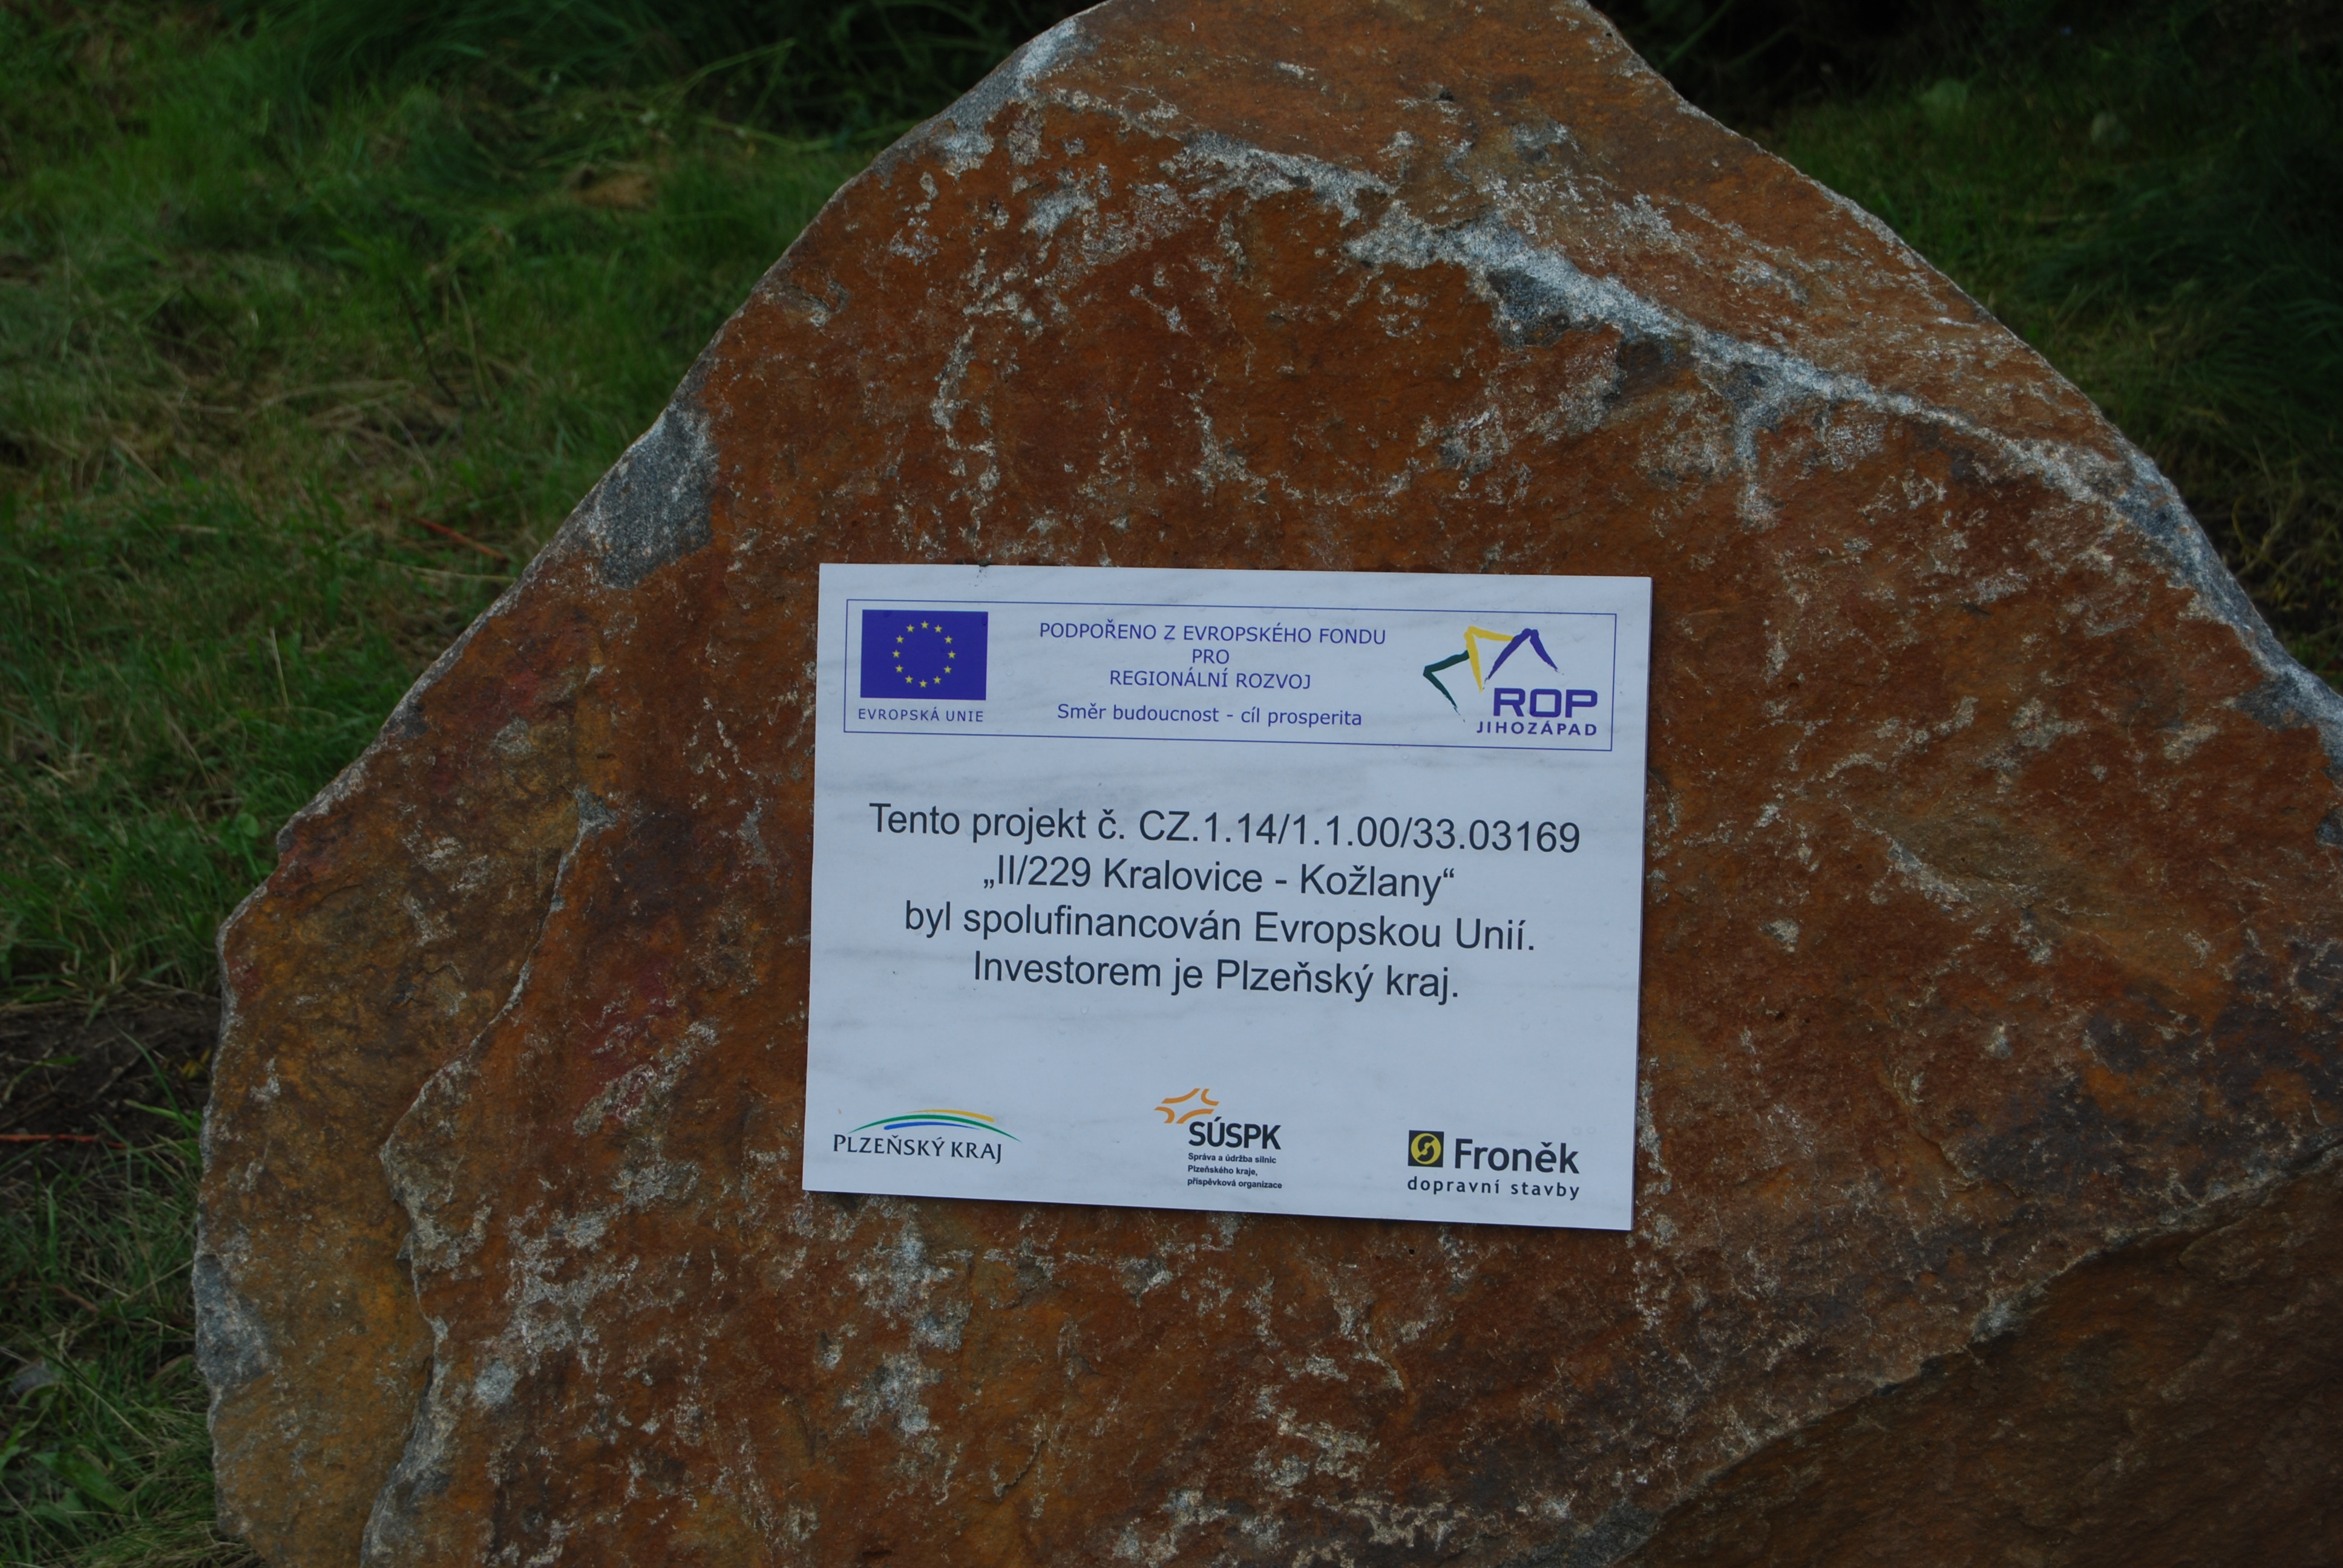 PODPOŘENO Z EVROPSKÉHO FONDU
PRO
REGIONÁLNÍ ROZVOJ
Směr budoucnost - cíl prosperita
EVROPSKÁ UNIE
ROP
JIHOZÁPAD
Tento projekt č. CZ.1.14/1.1.00/33.03169
„II/229 Kralovice - Kožlany“
byl spolufinancován Evropskou Unií.
Investorem je Plzeňský kraj.
PLZEŇSKÝ KRAJ
SÚSPK
Správa a údržba silnic
Plzeňského kraje,
příspěvková organizace
Froněk
dopravní stavby